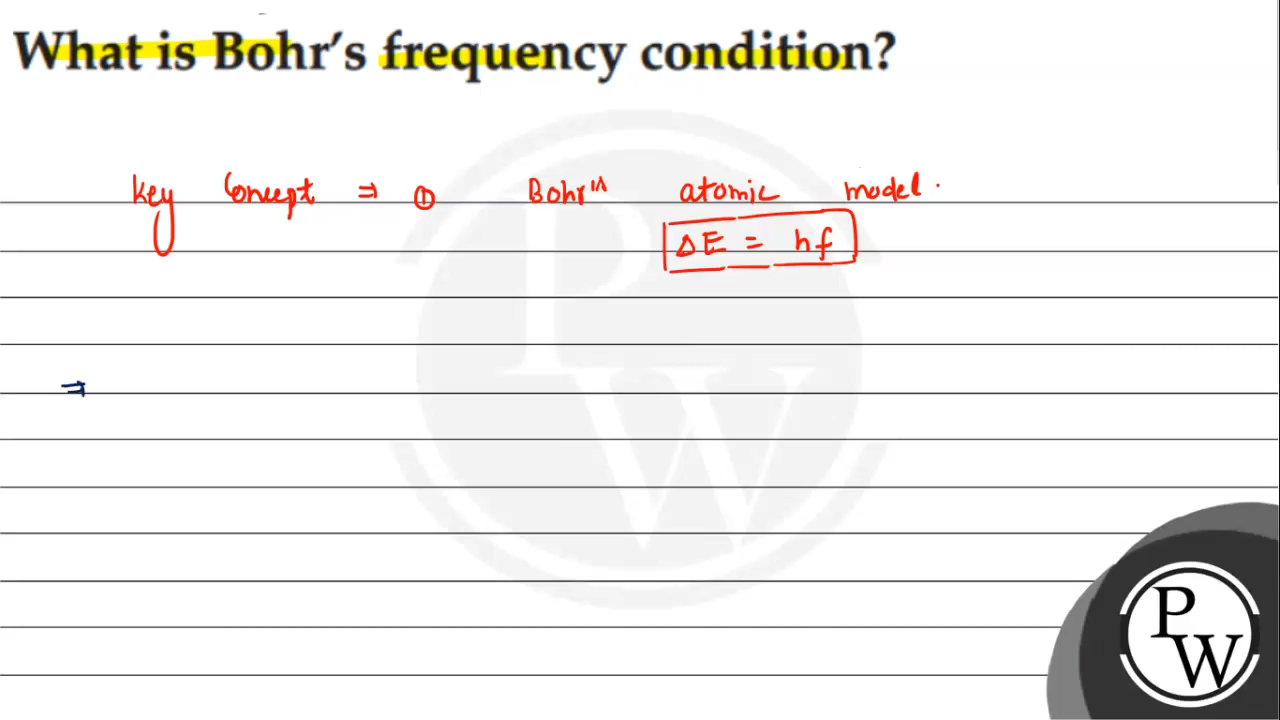 What is Bohr's frequency condition?
Key Concept ⇒ ① Bohr's atomic model.
ΔE = hf
⇒
P
W
P
W